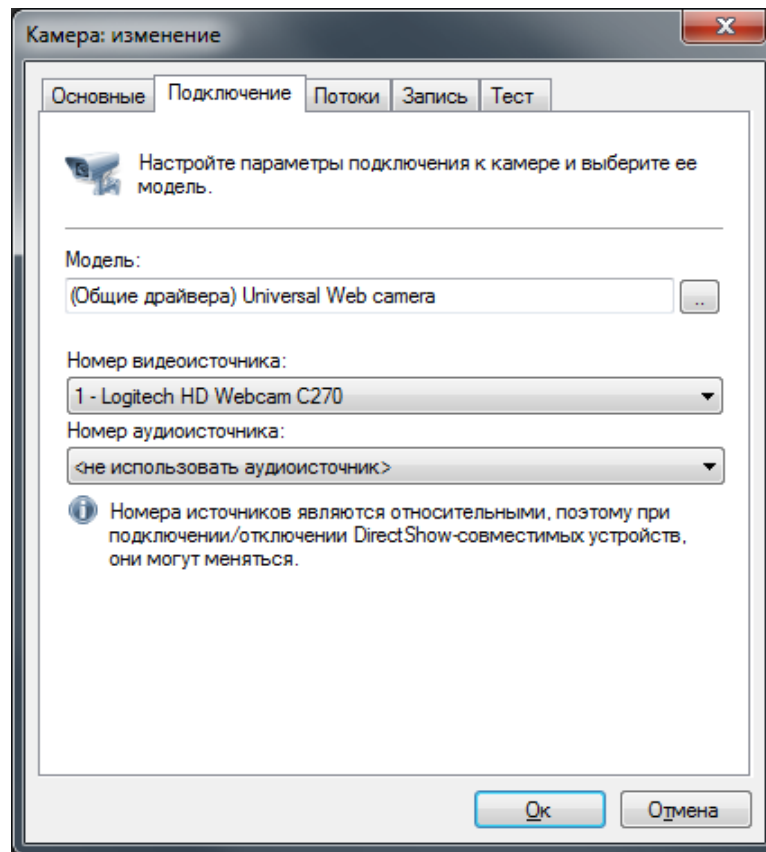 Камера: изменение
Основные Подключение Потоки Запись Тест
Настройте параметры подключения к камере и выберите ее
модель.
Модель:
(Общие драйвера) Universal Web camera
..
Номер видеоисточника:
1 - Logitech HD Webcam C270
Номер аудиоисточника:
<не использовать аудиоисточник>
Номера источников являются относительными, поэтому при
подключении/отключении DirectShow-совместимых устройств,
они могут меняться.
Ок Отмена